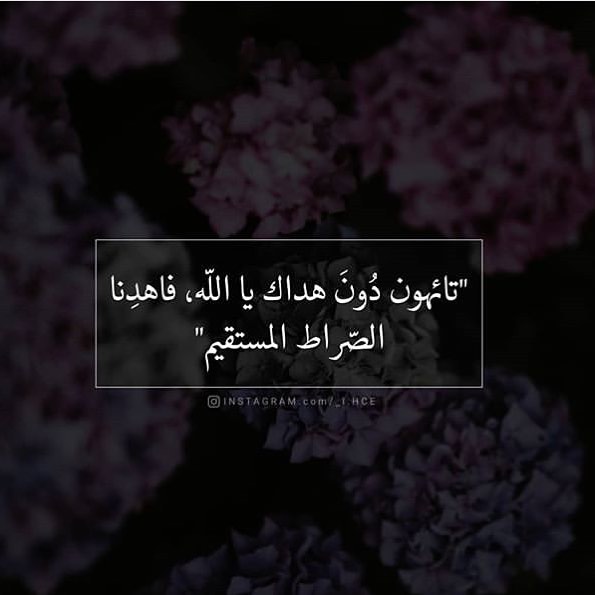 "تائهون دُونَ هداك يا اللّه، فاهدِنا
الصّراط المستقيم"
INSTAGRAM.com/_I.HCE